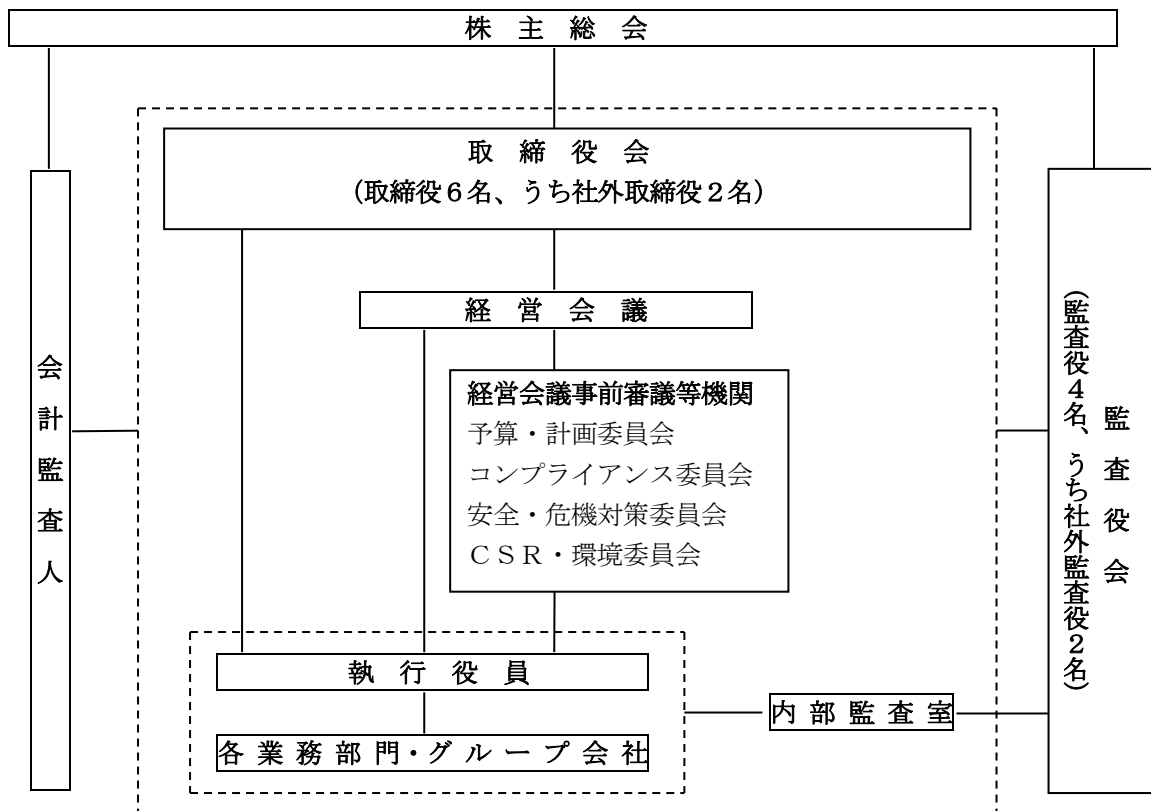 株主総会
取締役会
（取締役６名、うち社外取締役２名）
経営会議
経営会議事前審議等機関
予算・計画委員会
コンプライアンス委員会
安全・危機対策委員会
ＣＳＲ・環境委員会
執行役員
各業務部門・グループ会社
内部監査室
会計監査人
監査役会
（監査役４名、うち社外監査役２名）